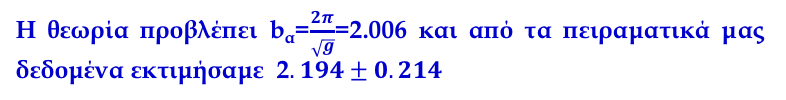 Η θεωρία προβλέπει bα=2π/√g=2.006 και από τα πειραματικά μας
δεδομένα εκτιμήσαμε 2.194 ± 0.214